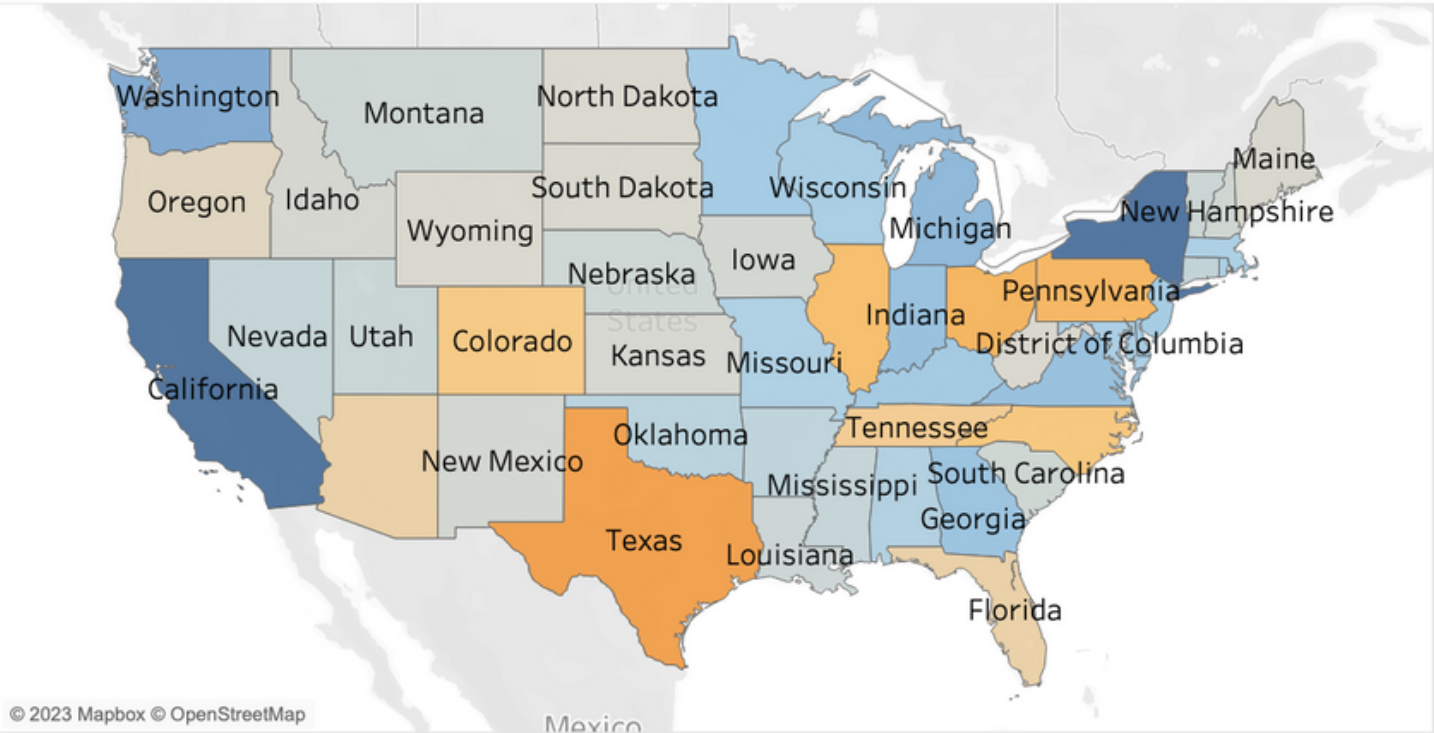 Washington
Montana
North Dakota
Maine
Oregon
Idaho
South Dakota
Wisconsin
New Hampshire
Wyoming
Michigan
Nebraska
Iowa
United
States
Pennsylvania
Nevada
Utah
Colorado
Kansas
Indiana
District of Columbia
Missouri
California
Oklahoma
Tennessee
New Mexico
Mississippi
South Carolina
Georgia
Texas
Louisiana
Florida
© 2023 Mapbox © OpenStreetMap
Mexico